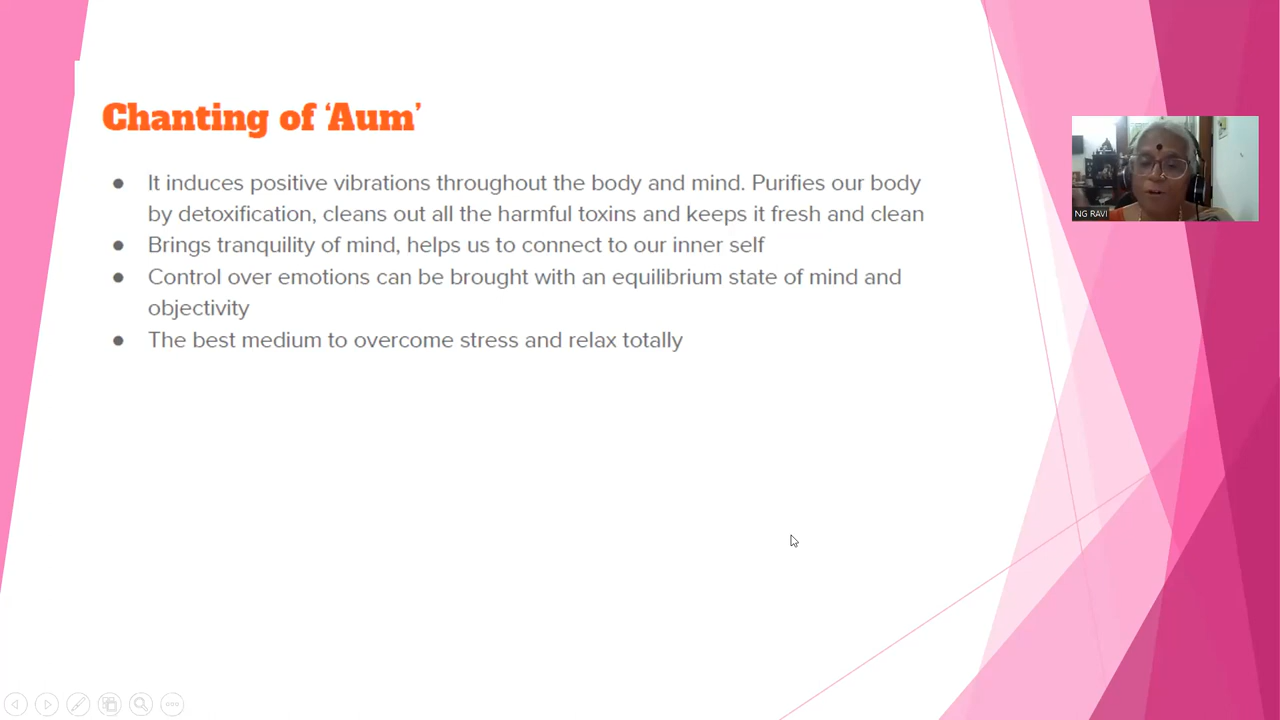 Chanting of ‘Aum’
It induces positive vibrations throughout the body and mind. Purifies our body
by detoxification, cleans out all the harmful toxins and keeps it fresh and clean
Brings tranquility of mind, helps us to connect to our inner self
Control over emotions can be brought with an equilibrium state of mind and
objectivity
The best medium to overcome stress and relax totally
NG RAVI